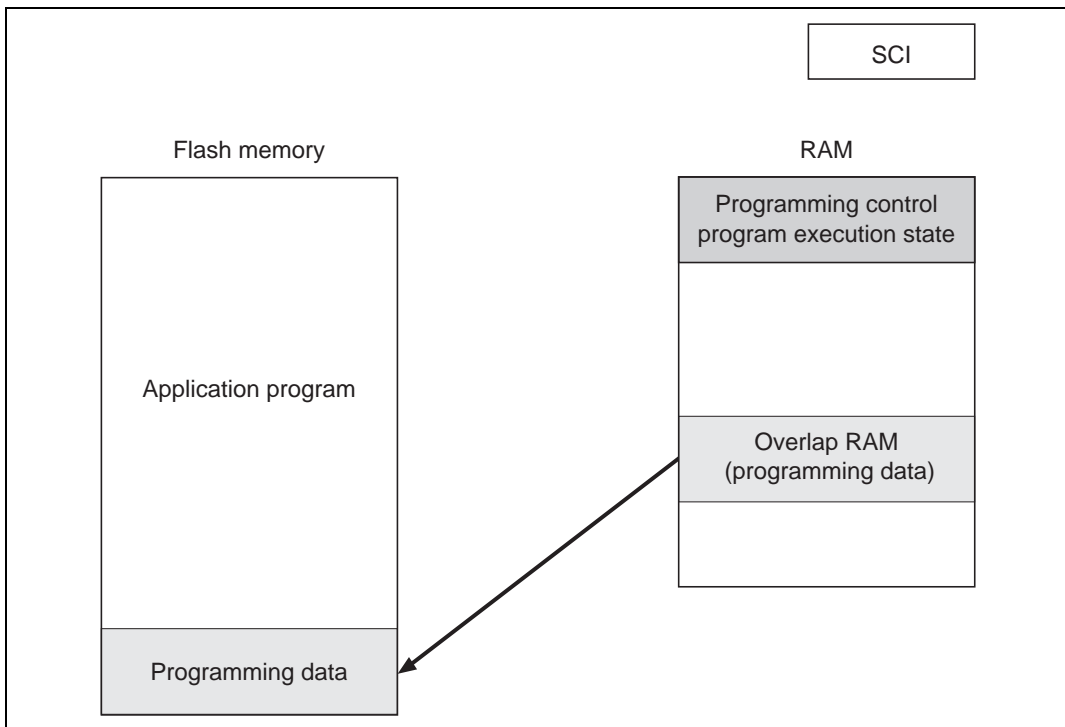 SCI
Flash memory
RAM
Programming control
program execution state
Application program
Overlap RAM
(programming data)
Programming data